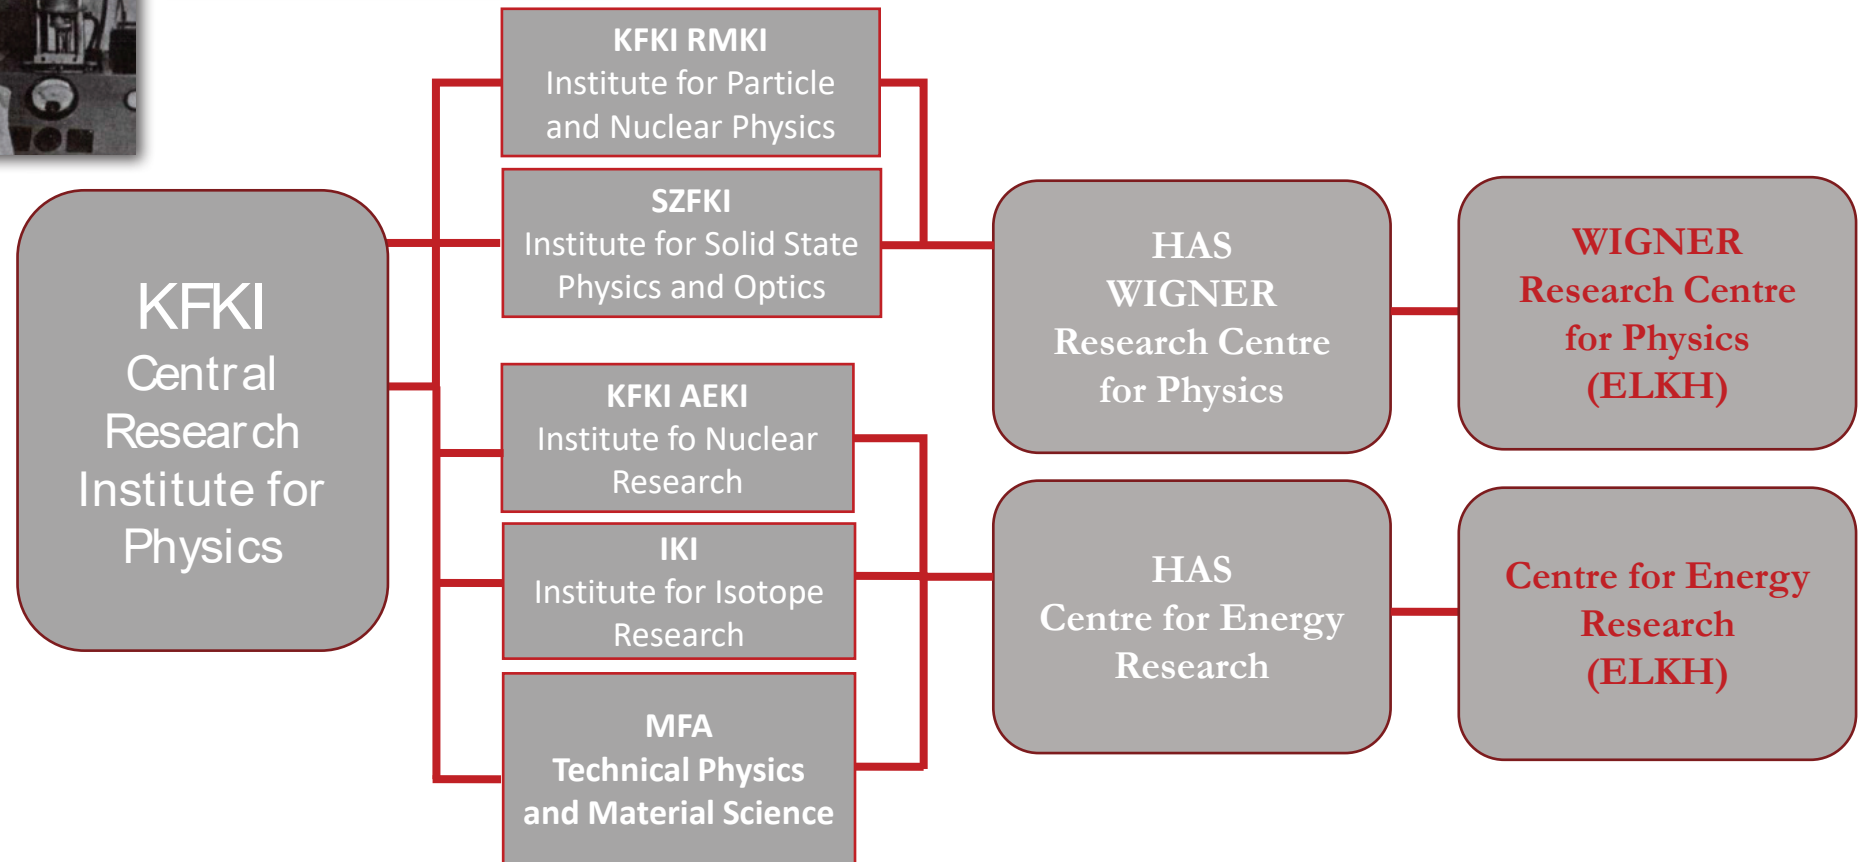 KFKI
Central
Research
Institute for
Physics
KFKI RMKI
Institute for Particle
and Nuclear Physics
SZFKI
Institute for Solid State
Physics and Optics
KFKI AEKI
Institute fo Nuclear
Research
IKI
Institute for Isotope
Research
MFA
Technical Physics
and Material Science
HAS
WIGNER
Research Centre
for Physics
HAS
Centre for Energy
Research
WIGNER
Research Centre
for Physics
(ELKH)
Centre for Energy
Research
(ELKH)